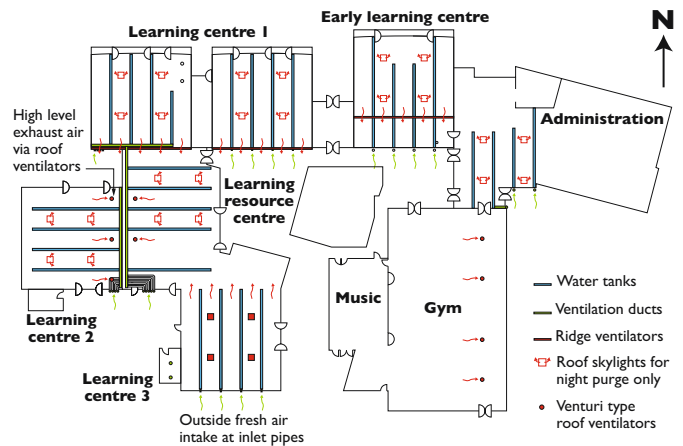 Learning centre 1
Early learning centre
N
High level
exhaust air
via roof
ventilators
Administration
Learning
resource
centre
Learning
centre 2
Music
Gym
Learning
centre 3
Outside fresh air
intake at inlet pipes
Water tanks
Ventilation ducts
Ridge ventilators
Roof skylights for
night purge only
Venturi type
roof ventilators